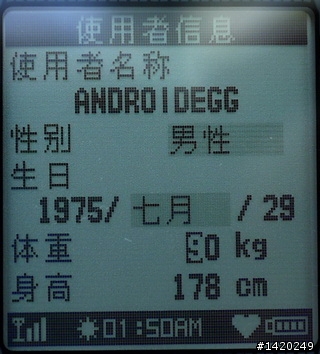 使用者信息
使用者名称
ANDROIDEGG
性别 男性
生日
1975/ 七月 / 29
体重 90 kg
身高 178 cm
01:50AM
#1420249